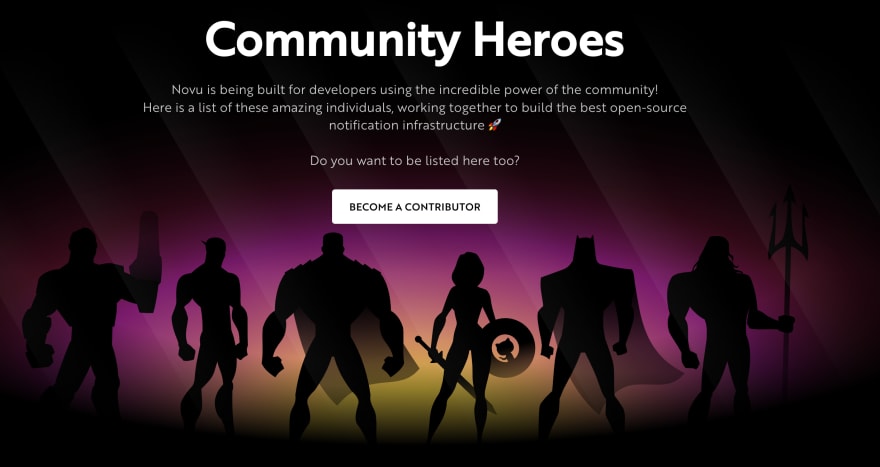 Community Heroes
Novu is being built for developers using the incredible power of the community!
Here is a list of these amazing individuals, working together to build the best open-source
notification infrastructure 🚀
Do you want to be listed here too?
BECOME A CONTRIBUTOR